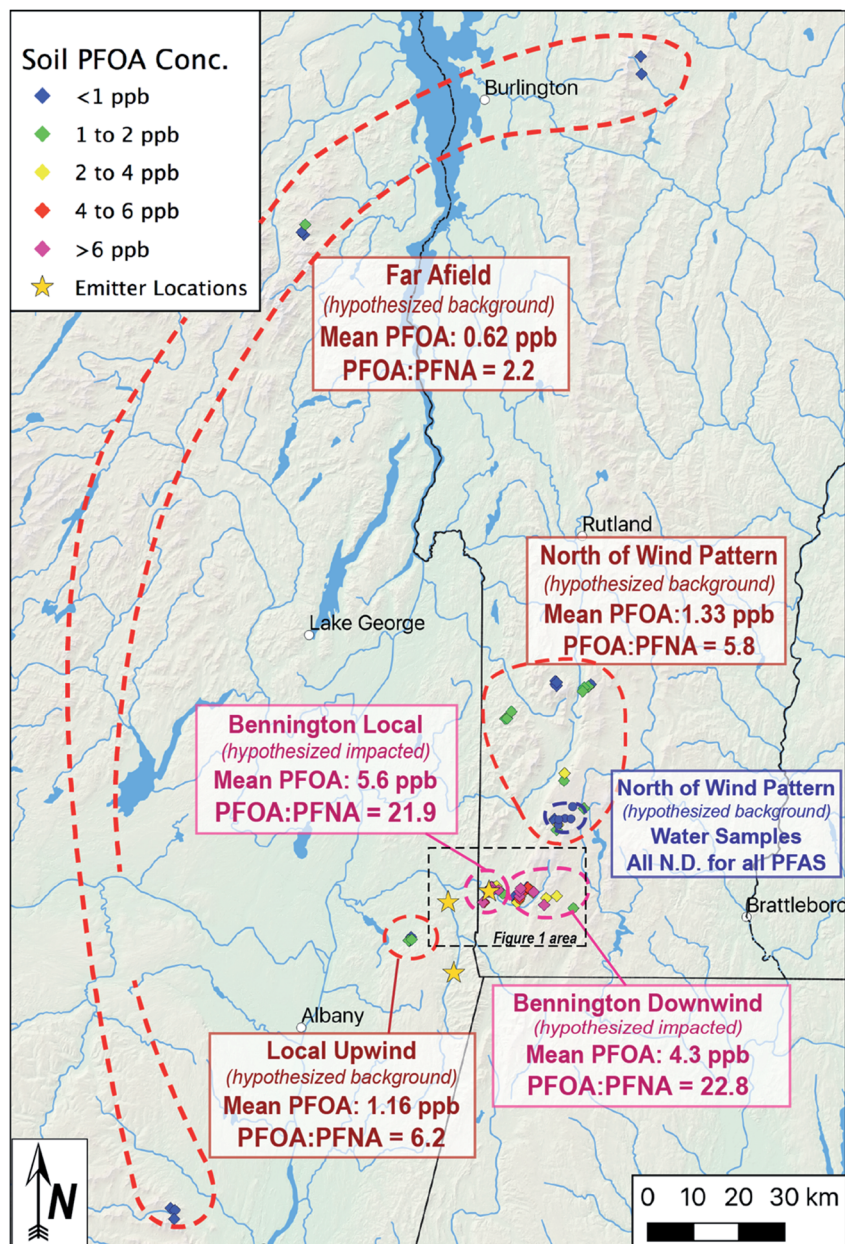 Soil PFOA Conc.
<1 ppb
1 to 2 ppb
2 to 4 ppb
4 to 6 ppb
>6 ppb
Emitter Locations
Burlington
Far Afield
(hypothesized background)
Mean PFOA: 0.62 ppb
PFOA:PFNA = 2.2
Rutland
North of Wind Pattern
(hypothesized background)
Mean PFOA:1.33 ppb
PFOA:PFNA = 5.8
Lake George
Bennington Local
(hypothesized impacted)
Mean PFOA: 5.6 ppb
PFOA:PFNA = 21.9
North of Wind Pattern
(hypothesized background)
Water Samples
All N.D. for all PFAS
Brattleboro
Figure 1 area
Albany
Bennington Downwind
(hypothesized impacted)
Mean PFOA: 4.3 ppb
PFOA:PFNA = 22.8
Local Upwind
(hypothesized background)
Mean PFOA: 1.16 ppb
PFOA:PFNA = 6.2
N
0 10 20 30 km